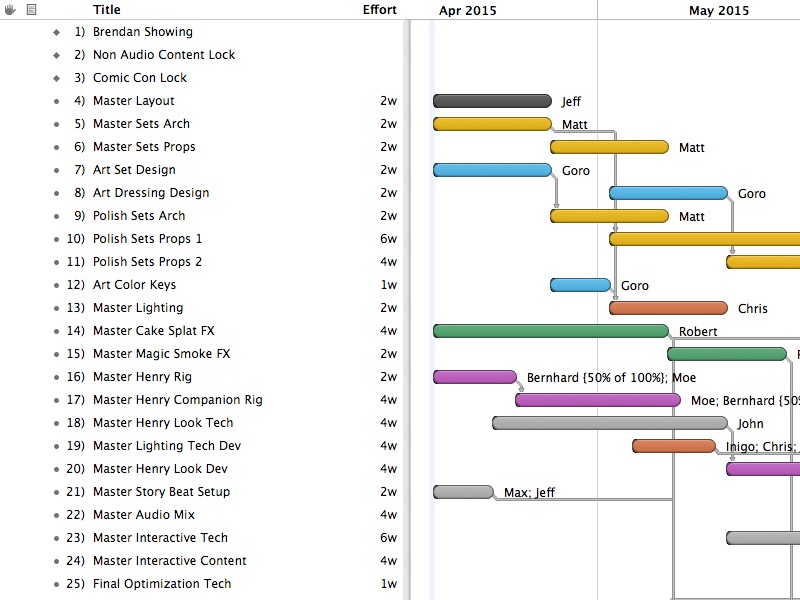 Title Effort Apr 2015 May 2015
1) Brendan Showing
2) Non Audio Content Lock
3) Comic Con Lock
4) Master Layout 2w Jeff
5) Master Sets Arch 2w Matt
6) Master Sets Props 2w Matt
7) Art Set Design 2w Goro
8) Art Dressing Design 2w Goro
9) Polish Sets Arch 2w Matt
10) Polish Sets Props 1 6w
11) Polish Sets Props 2 4w
12) Art Color Keys 1w Goro
13) Master Lighting 2w Chris
14) Master Cake Splat FX 4w Robert
15) Master Magic Smoke FX 2w
16) Master Henry Rig 2w Bernhard {50% of 100%}; Moe
17) Master Henry Companion Rig 4w Moe; Bernhard {50%
18) Master Henry Look Tech 4w John
19) Master Lighting Tech Dev 4w Inigo; Chris;
20) Master Henry Look Dev 4w
21) Master Story Beat Setup 2w Max; Jeff
22) Master Audio Mix 4w
23) Master Interactive Tech 6w
24) Master Interactive Content 4w
25) Final Optimization Tech 1w